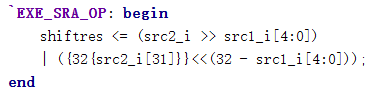 `EXE_SRA_OP: begin
shiftres <= (src2_i >> src1_i[4:0])
| ({32{src2_i[31]}}<<(32 - src1_i[4:0]));
end